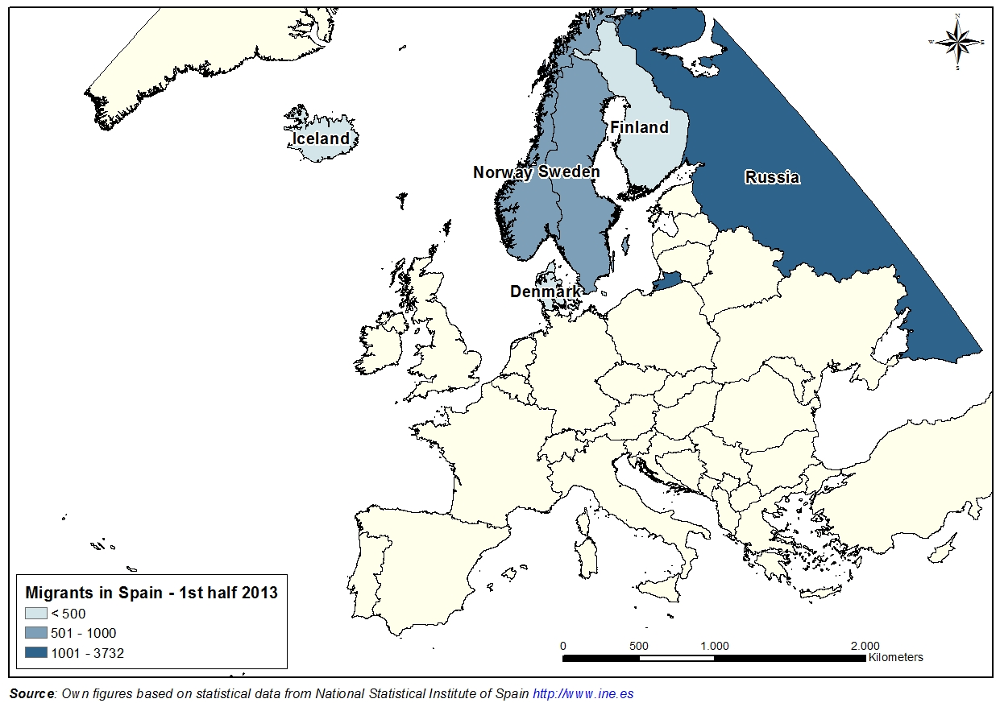 N
W E
S
Iceland
Finland
Norway Sweden
Russia
Denmark
Migrants in Spain - 1st half 2013
< 500
501 - 1000
1001 - 3732
0 500 1.000 2.000
Kilometers
Source: Own figures based on statistical data from National Statistical Institute of Spain http://www.ine.es